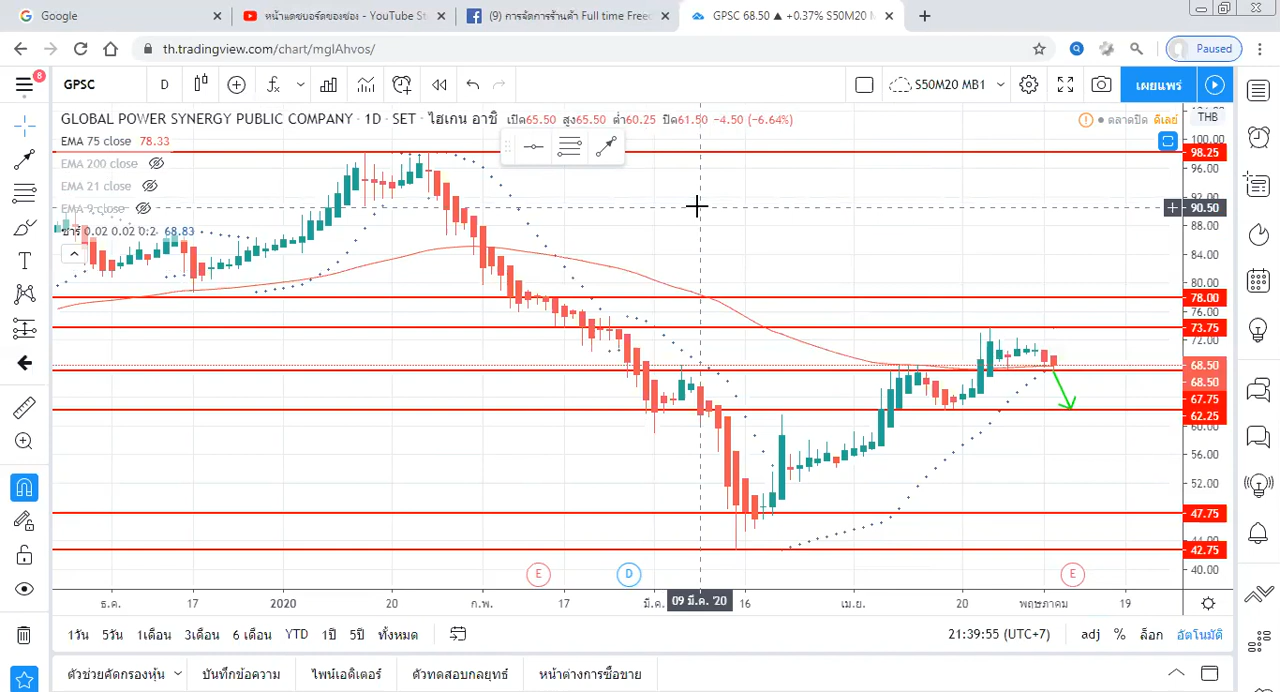 Google
หน้าแดชบอร์ดของช่อง - YouTube S
(9) การจัดการร้านค้า Full time Free
GPSC 68.50 ▲ +0.37% S50M20 M
th.tradingview.com/chart/mglAhvos/
Paused
8
GPSC
D
S50M20 MB1
เผยแพร่
GLOBAL POWER SYNERGY PUBLIC COMPANY · 1D · SET · ไฮเกน อาชิ เปิด65.50 สูง65.50 ต่ำ60.25 ปิด61.50 −4.50 (−6.64%)
ตลาดปิด
ดีเลย์
THB
EMA 75 close 78.33
EMA 200 close
EMA 21 close
EMA 9 close
ซาร์ 0.02 0.02 0.2 68.83
100.00
98.25
96.00
92.00
90.50
88.00
84.00
80.00
78.00
76.00
73.75
72.00
68.50
68.50
67.75
62.25
60.00
56.00
52.00
47.75
44.00
42.75
40.00
E
D
E
ธ.ค.
17
2020
20
ก.พ.
17
มี.ค.
09 มี.ค. '20
16
เม.ย.
20
พฤษภาคม
19
1วัน
5วัน
1เดือน
3เดือน
6 เดือน
YTD
1ปี
5ปี
ทั้งหมด
21:39:55 (UTC+7)
adj
%
ล็อก
อัตโนมัติ
ตัวช่วยคัดกรองหุ้น
บันทึกข้อความ
ไพน์เอดิเตอร์
ตัวทดสอบกลยุทธ์
หน้าต่างการซื้อขาย